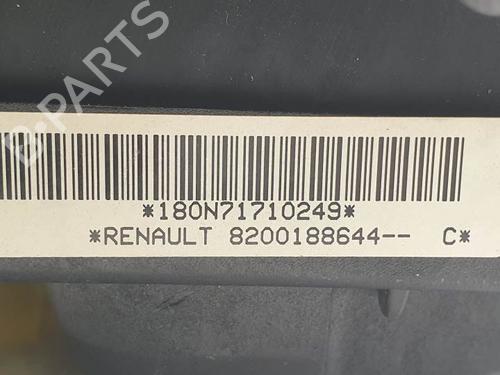 B-PARTS
*180N71710249*
*RENAULT 8200188644-- C*